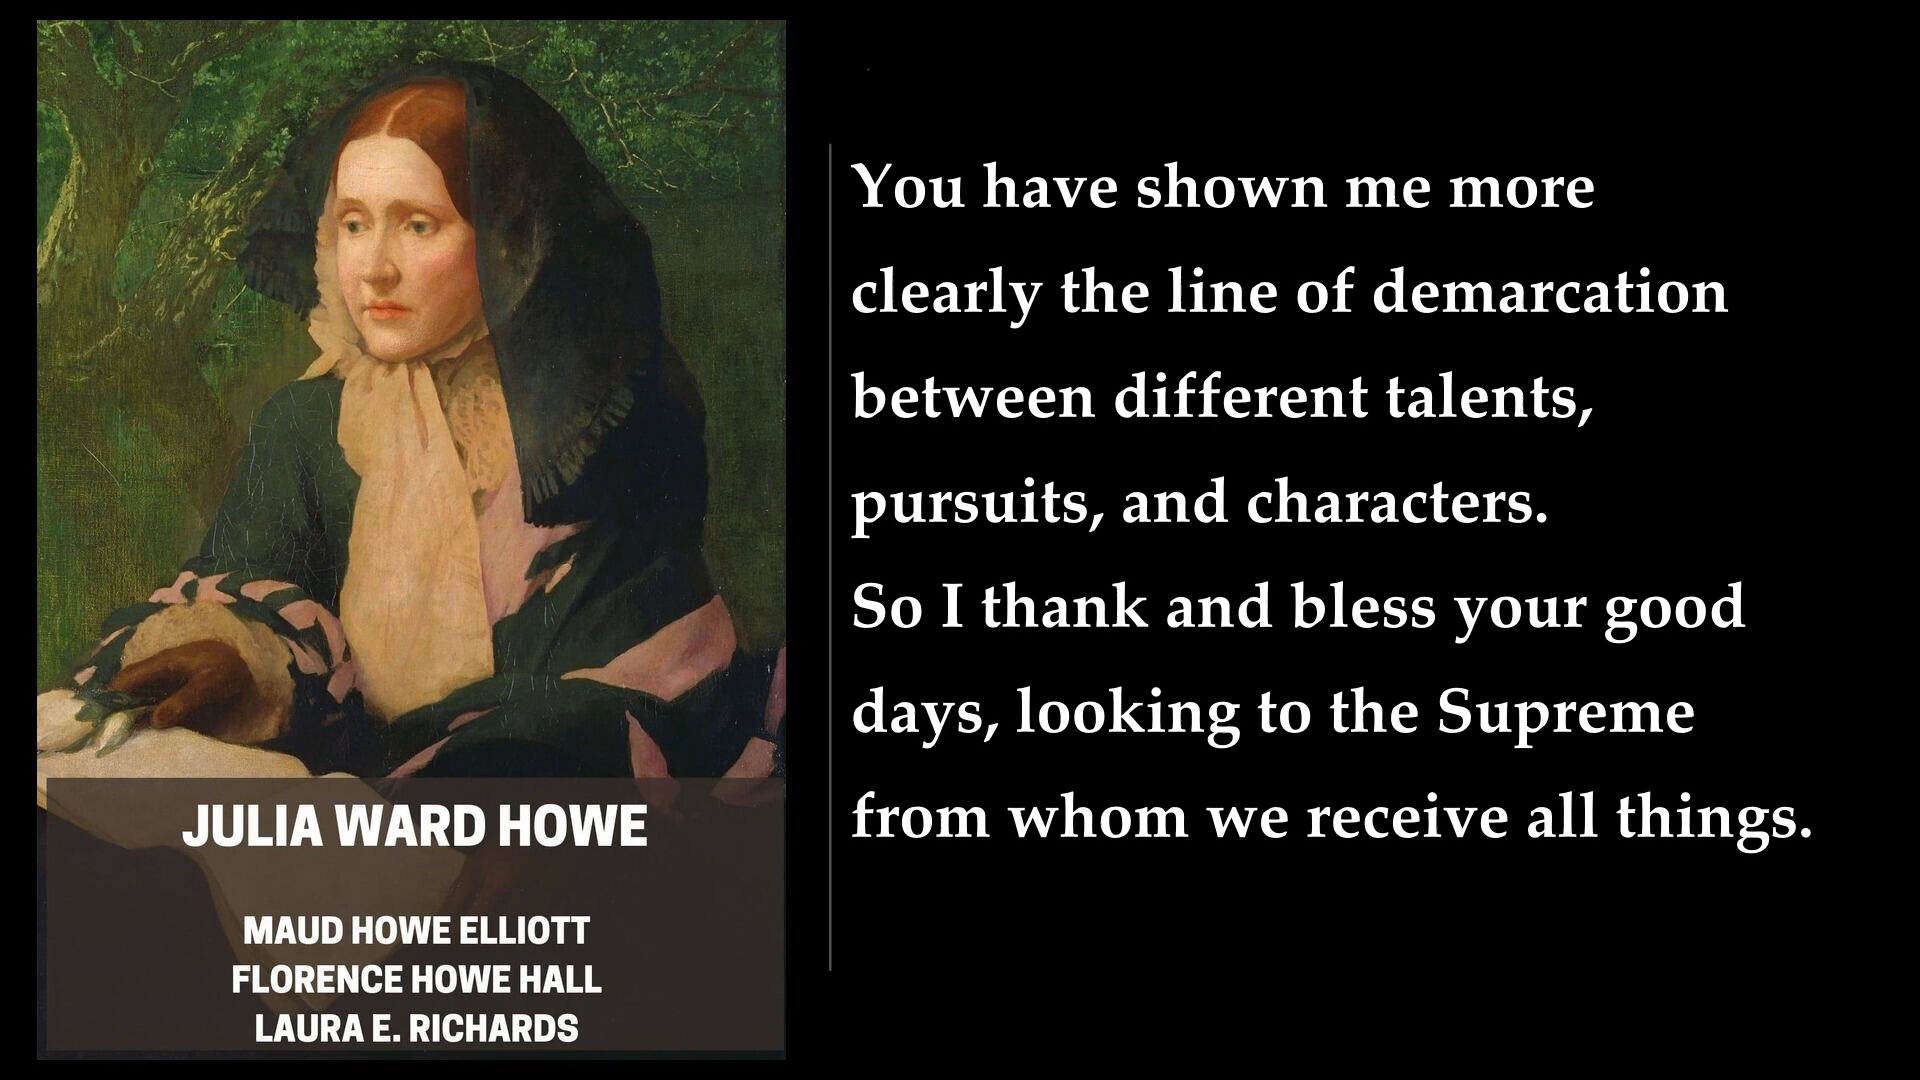 JULIA WARD HOWE
MAUD HOWE ELLIOTT
FLORENCE HOWE HALL
LAURA E. RICHARDS
You have shown me more
clearly the line of demarcation
between different talents,
pursuits, and characters.
So I thank and bless your good
days, looking to the Supreme
from whom we receive all things.